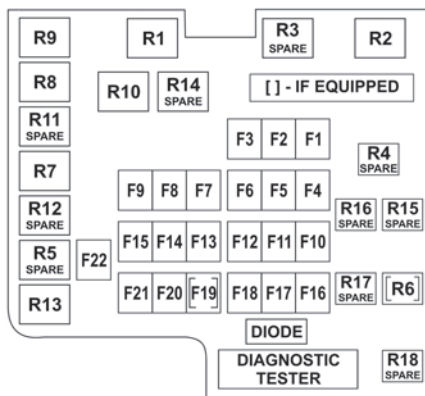 R9
R1
R3
SPARE
R2
R8
R10
R14
SPARE
[ ] - IF EQUIPPED
R11
SPARE
F3 F2 F1
R4
SPARE
R7
F9 F8 F7 F6 F5 F4
R12
SPARE
R16
SPARE
R15
SPARE
F15 F14 F13 F12 F11 F10
R5
SPARE
F22
F21 F20 [F19] F18 F17 F16
R17
SPARE
[R6]
R13
DIODE
DIAGNOSTIC
TESTER
R18
SPARE